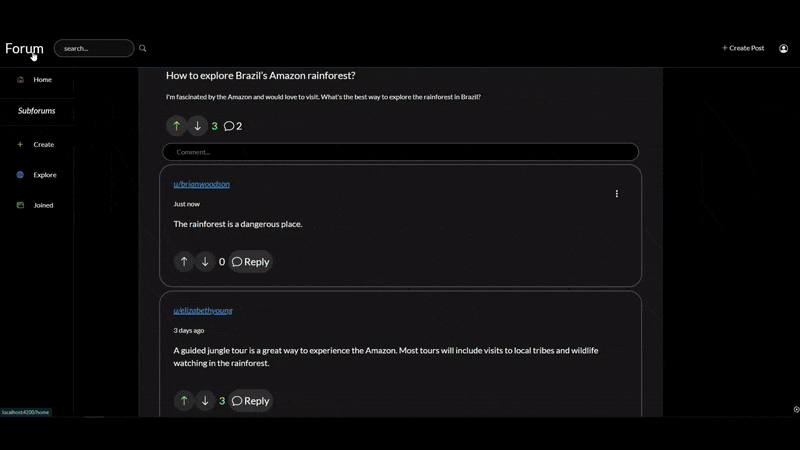 Forum
search...
+ Create Post
Home
Subforums
Create
Explore
Joined
How to explore Brazil's Amazon rainforest?
I'm fascinated by the Amazon and would love to visit. What's the best way to explore the rainforest in Brazil?
3 2
Comment...
u/brianwoodson
Just now
The rainforest is a dangerous place.
0 Reply
u/elizabethyoung
3 days ago
A guided jungle tour is a great way to experience the Amazon. Most tours will include visits to local tribes and wildlife
watching in the rainforest.
3 Reply
localhost:4200/home